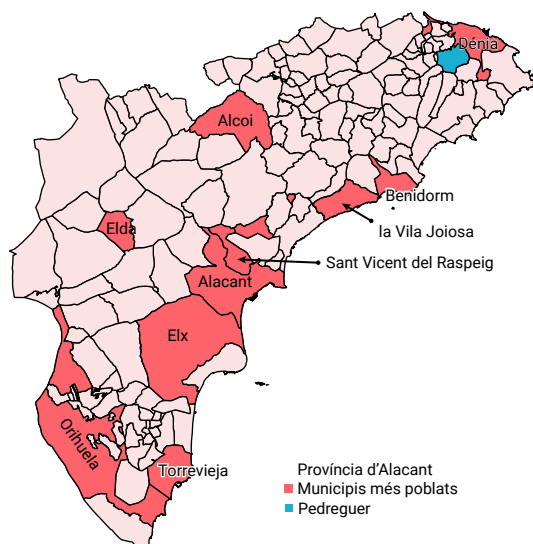 Dénia
Alcoi
Benidorm
Elda
la Vila Joiosa
Sant Vicent del Raspeig
Alacant
Elx
Orihuela
Torrevieja
Província d’Alacant
Municipis més poblats
Pedreguer